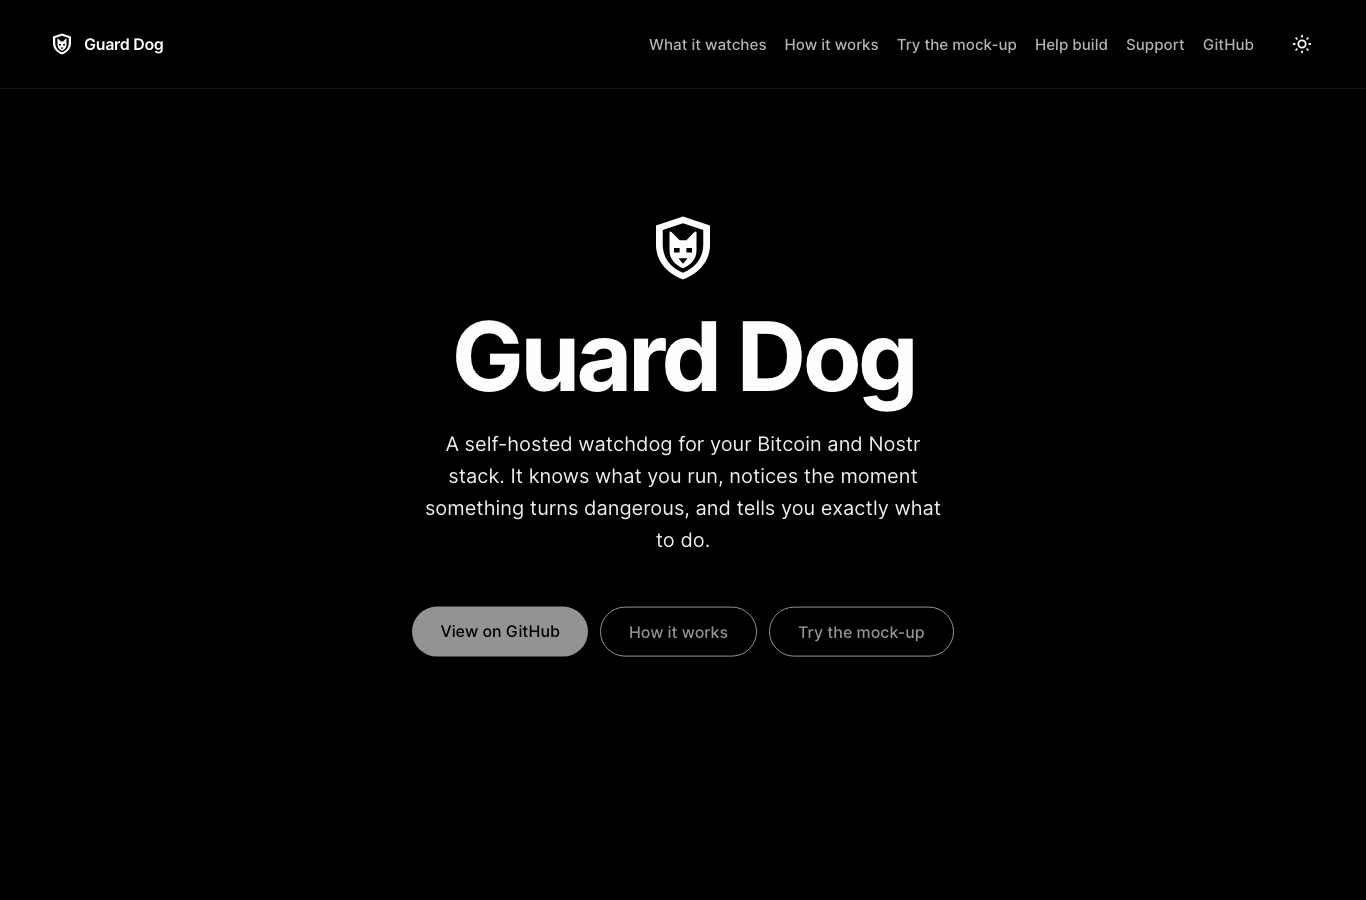 Guard Dog
What it watches
How it works
Try the mock-up
Help build
Support
GitHub
Guard Dog
A self-hosted watchdog for your Bitcoin and Nostr
stack. It knows what you run, notices the moment
something turns dangerous, and tells you exactly what
to do.
View on GitHub
How it works
Try the mock-up